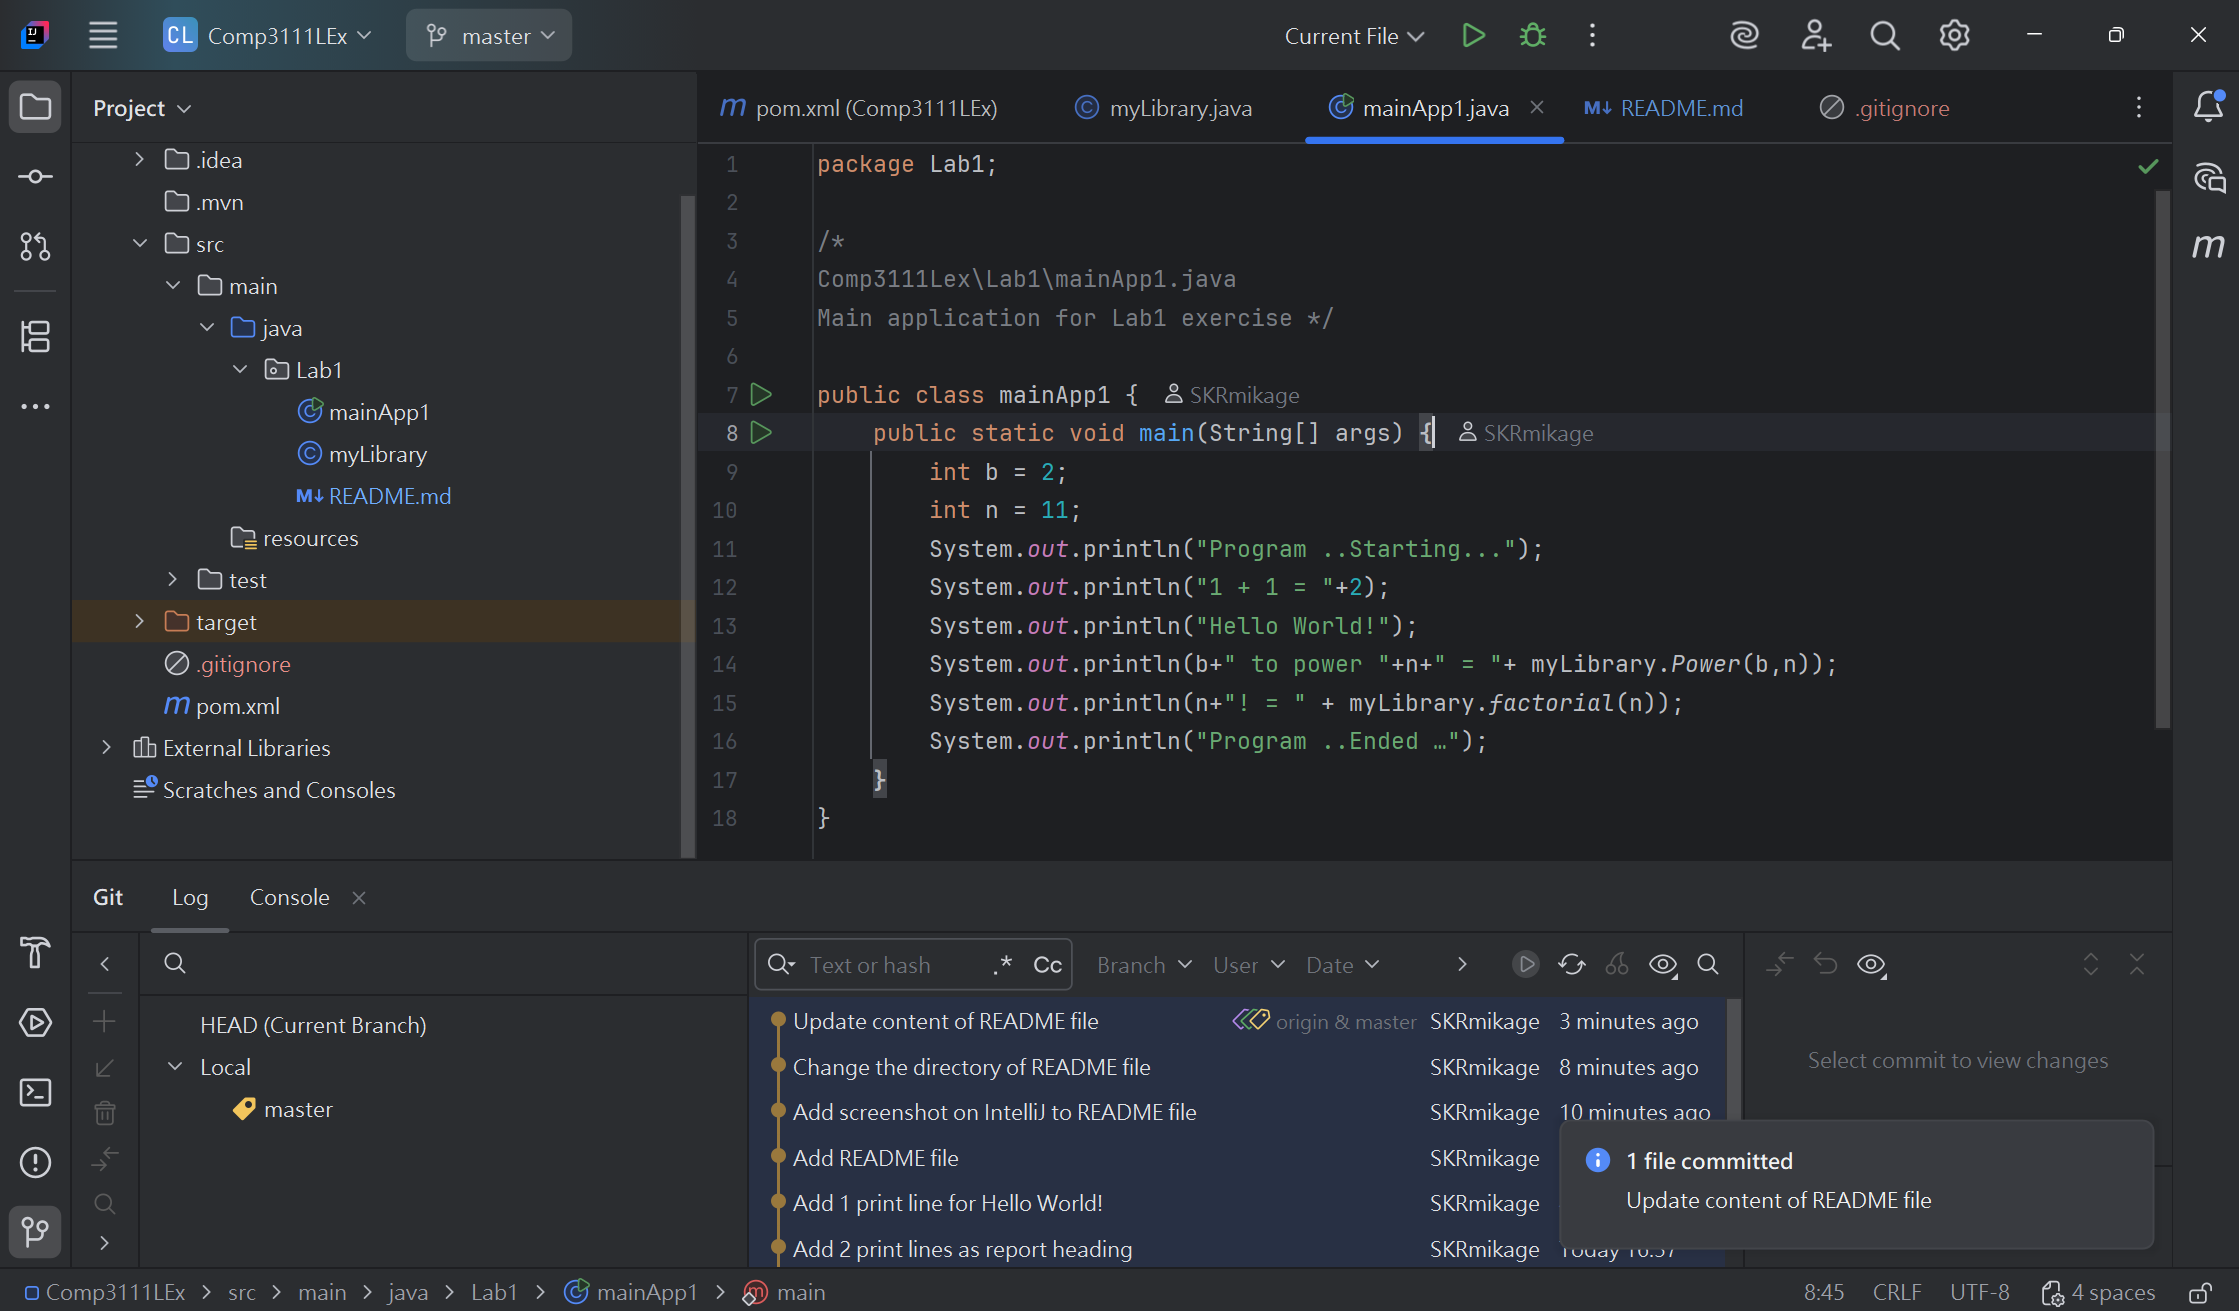 CL Comp3111LEx master Current File
Project
.idea
.mvn
src
main
java
Lab1
mainApp1
myLibrary
M↓ README.md
resources
test
target
.gitignore
m pom.xml
External Libraries
Scratches and Consoles
m pom.xml (Comp3111LEx) myLibrary.java mainApp1.java M↓ README.md .gitignore
1 package Lab1;
2
3 /*
4 Comp3111Lex\Lab1\mainApp1.java
5 Main application for Lab1 exercise */
6
7 public class mainApp1 { SKRmikage
8 public static void main(String[] args) { SKRmikage
9 int b = 2;
10 int n = 11;
11 System.out.println("Program ..Starting...");
12 System.out.println("1 + 1 = "+2);
13 System.out.println("Hello World!");
14 System.out.println(b+" to power "+n+" = "+ myLibrary.Power(b,n));
15 System.out.println(n+"! = " + myLibrary.factorial(n));
16 System.out.println("Program ..Ended …");
17 }
18 }
Git Log Console
HEAD (Current Branch)
Local
master
Text or hash .* Cc Branch User Date
Update content of README file origin & master SKRmikage 3 minutes ago
Change the directory of README file SKRmikage 8 minutes ago
Add screenshot on IntelliJ to README file SKRmikage 10 minutes ago
Add README file SKRmikage
Add 1 print line for Hello World! SKRmikage
Add 2 print lines as report heading SKRmikage
Select commit to view changes
1 file committed
Update content of README file
Comp3111LEx src main java Lab1 mainApp1 m main 8:45 CRLF UTF-8 4 spaces